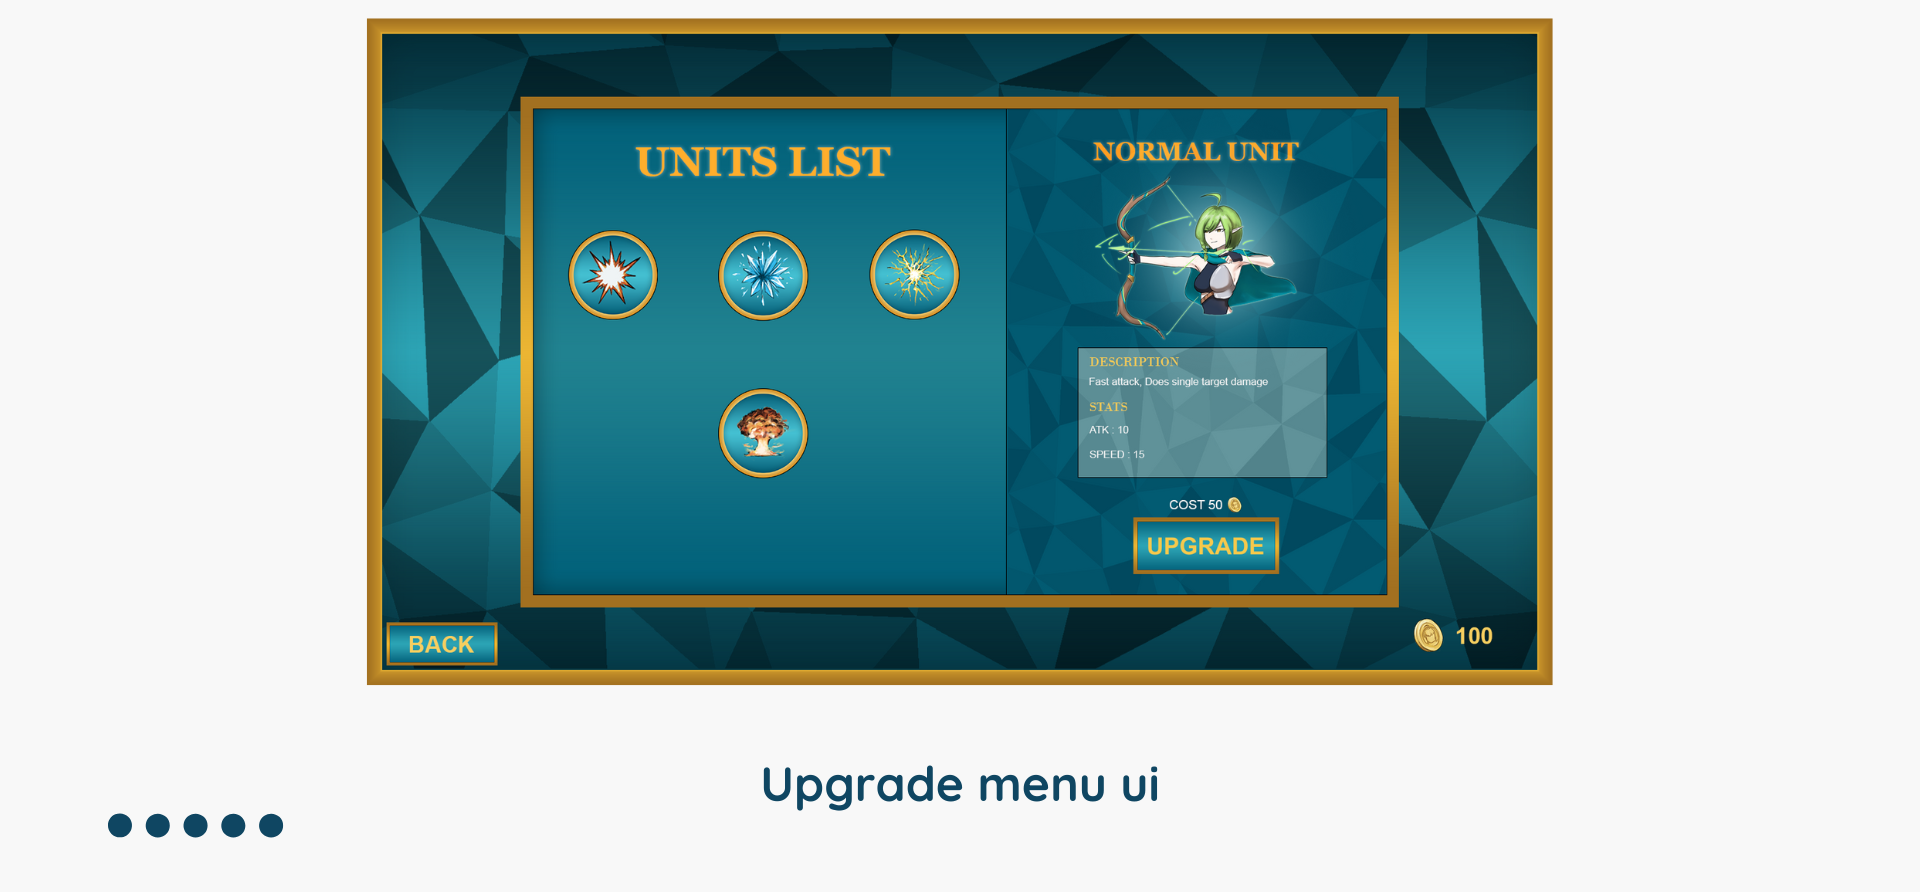 UNITS LIST
NORMAL UNIT
DESCRIPTION
Fast attack, Does single target damage
STATS
ATK : 10
SPEED : 15
COST 50
UPGRADE
BACK
100
Upgrade menu ui